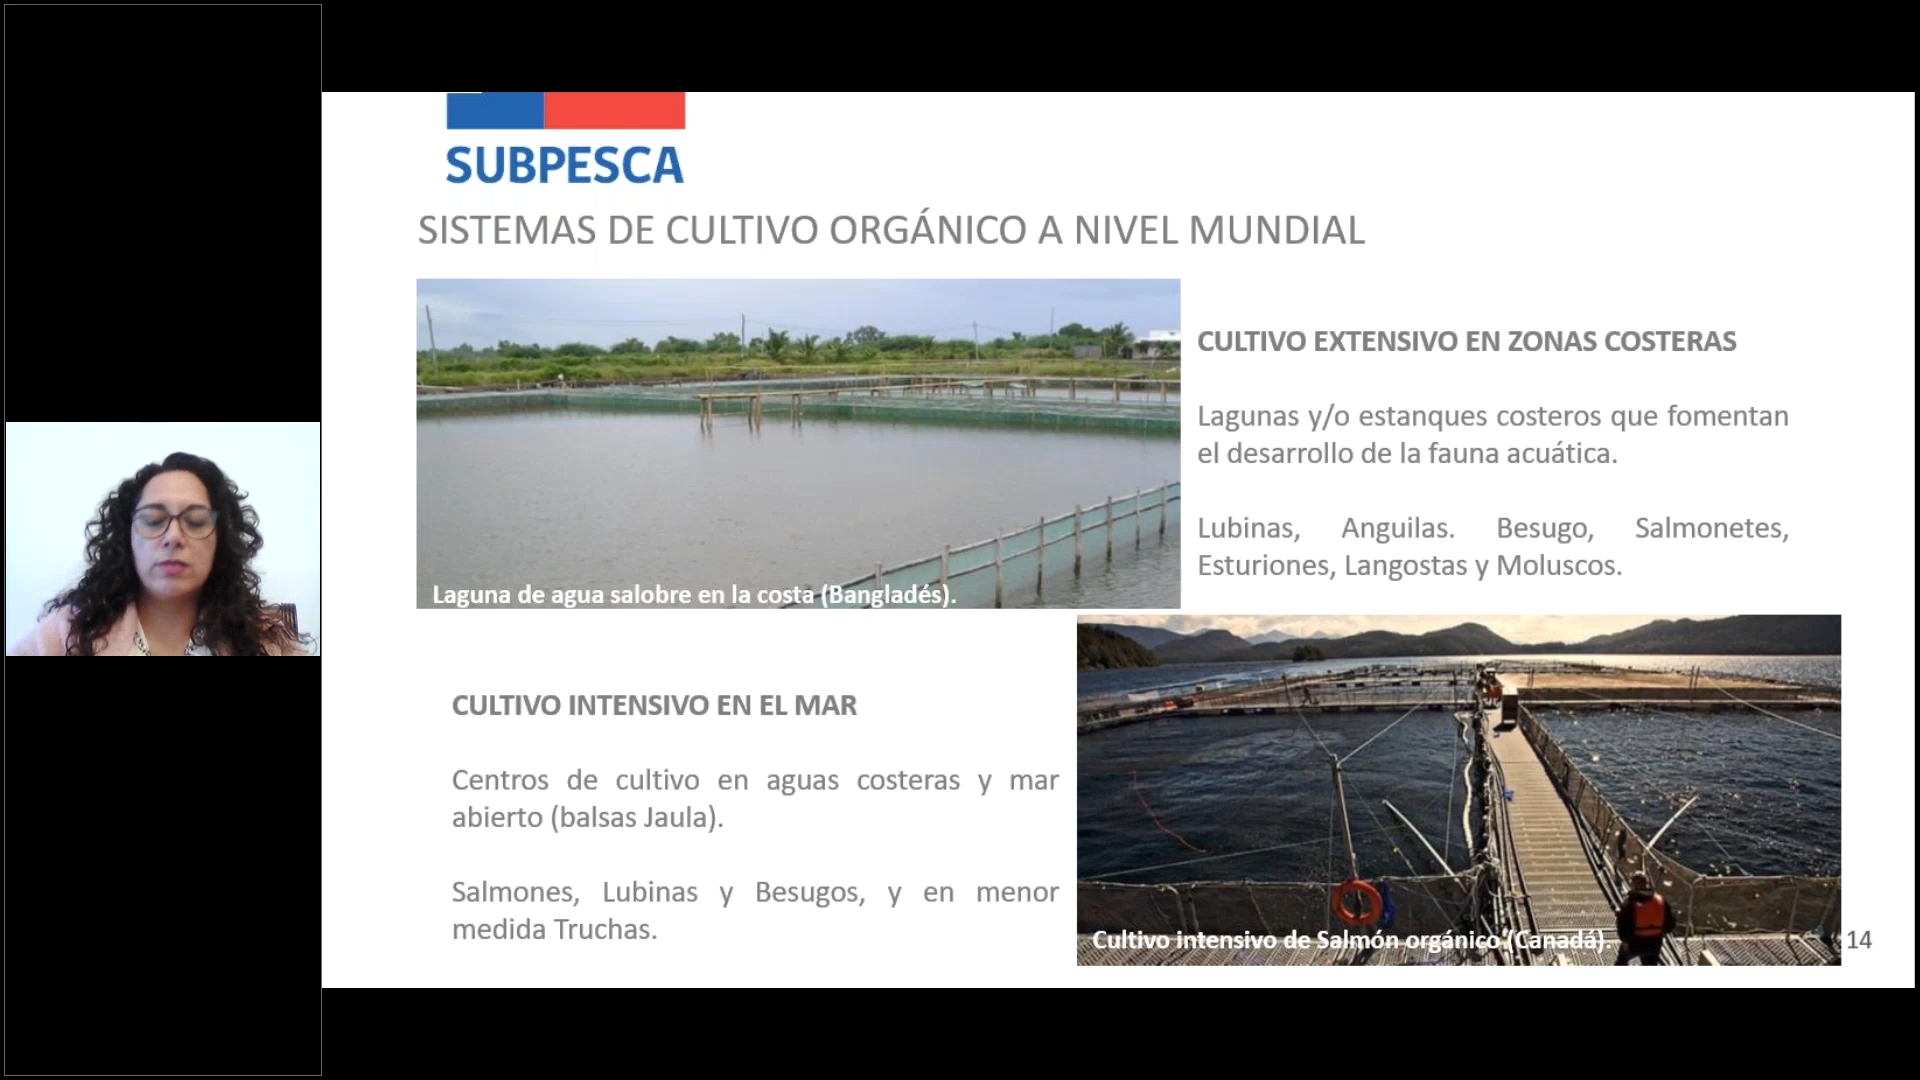 SUBPESCA
SISTEMAS DE CULTIVO ORGÁNICO A NIVEL MUNDIAL
Laguna de agua salobre en la costa (Bangladés).
CULTIVO EXTENSIVO EN ZONAS COSTERAS
Lagunas y/o estanques costeros que fomentan
el desarrollo de la fauna acuática.
Lubinas, Anguilas. Besugo, Salmonetes,
Esturiones, Langostas y Moluscos.
CULTIVO INTENSIVO EN EL MAR
Centros de cultivo en aguas costeras y mar
abierto (balsas Jaula).
Salmones, Lubinas y Besugos, y en menor
medida Truchas.
Cultivo intensivo de Salmón orgánico (Canadá).
14